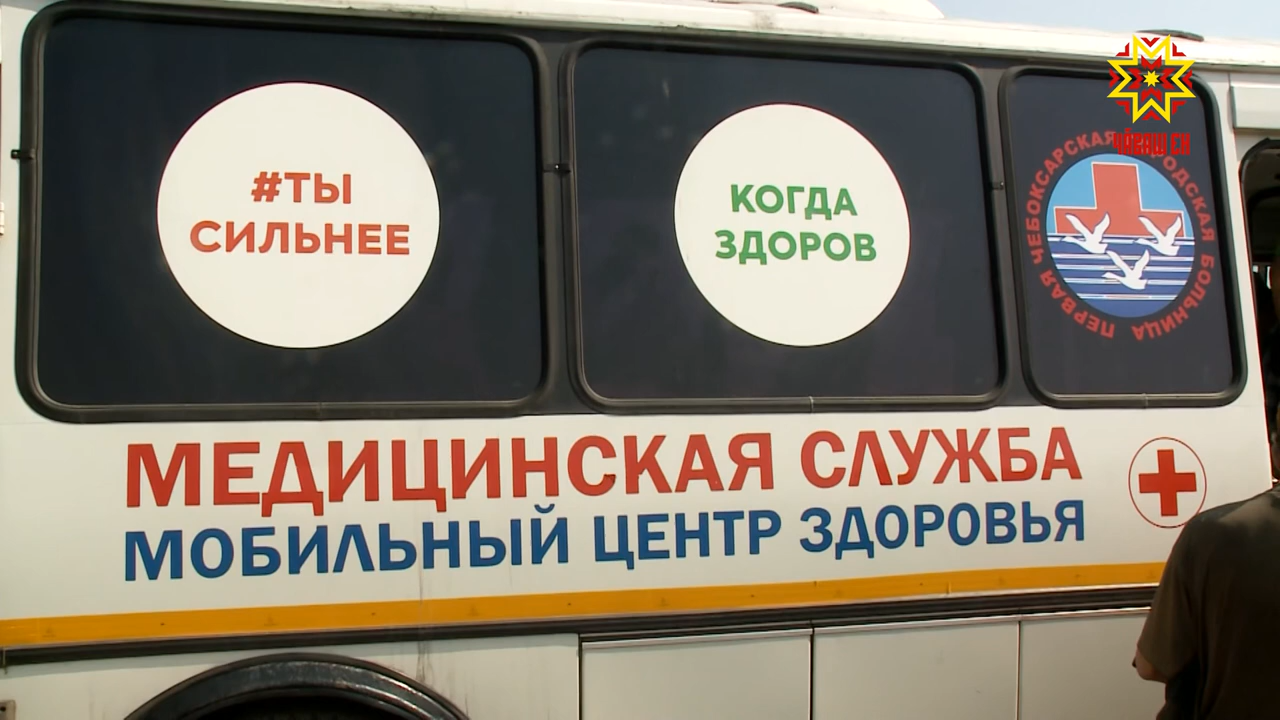 #ТЫ
СИЛЬНЕЕ
КОГДА
ЗДОРОВ
ПЕРВАЯ ЧЕБОКСАРСКАЯ БОЛЬНИЦА
МЕДИЦИНСКАЯ СЛУЖБА
МОБИЛЬНЫЙ ЦЕНТР ЗДОРОВЬЯ